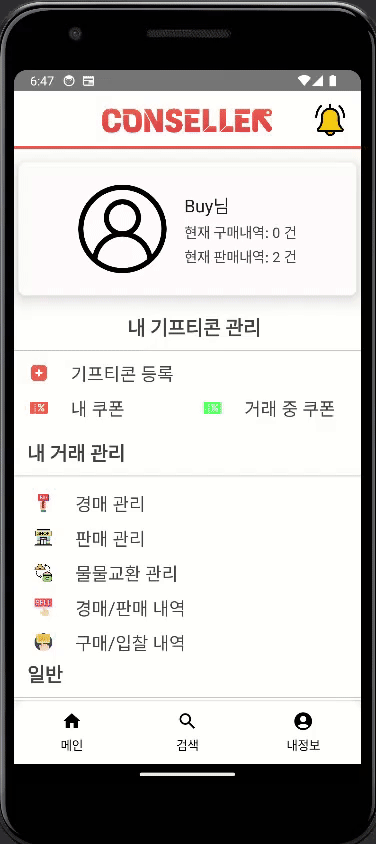 6:47
CONSELLER
Buy님
현재 구매내역: 0 건
현재 판매내역: 2 건
내 기프티콘 관리
기프티콘 등록
내 쿠폰 거래 중 쿠폰
내 거래 관리
경매 관리
판매 관리
물물교환 관리
경매/판매 내역
구매/입찰 내역
일반
메인 검색 내정보